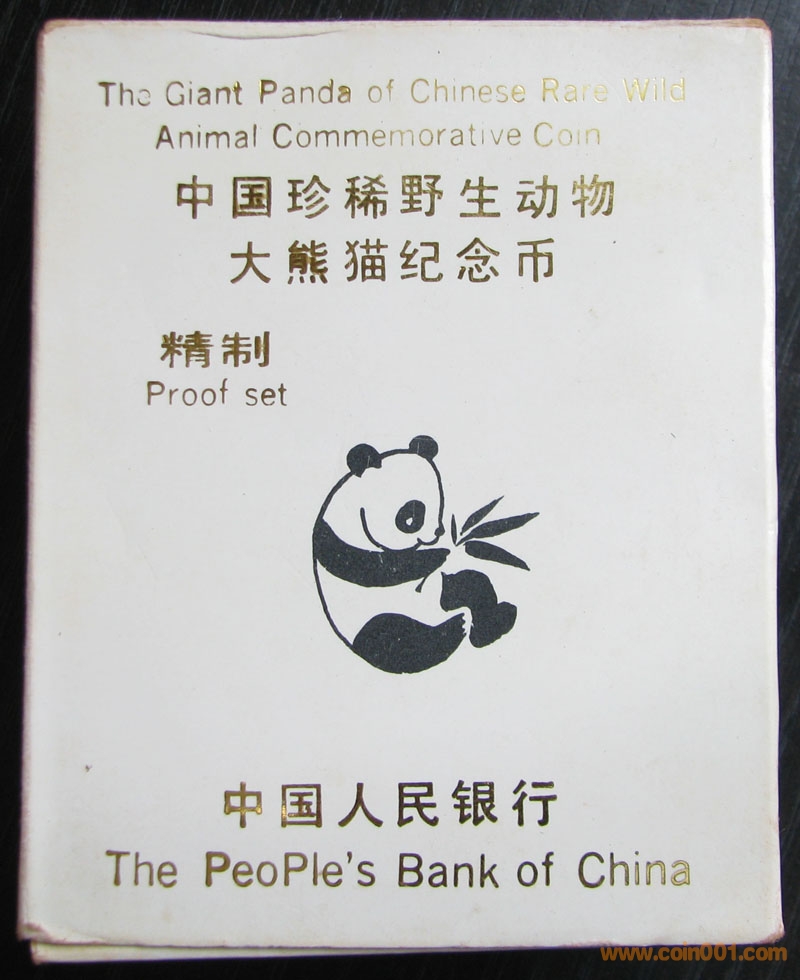 The Giant Panda of Chinese Rare Wild
Animal Commemorative Coin
中国珍稀野生动物
大熊猫纪念币
精制
Proof set
中国人民银行
The PeoPle's Bank of China
www.coin001.com